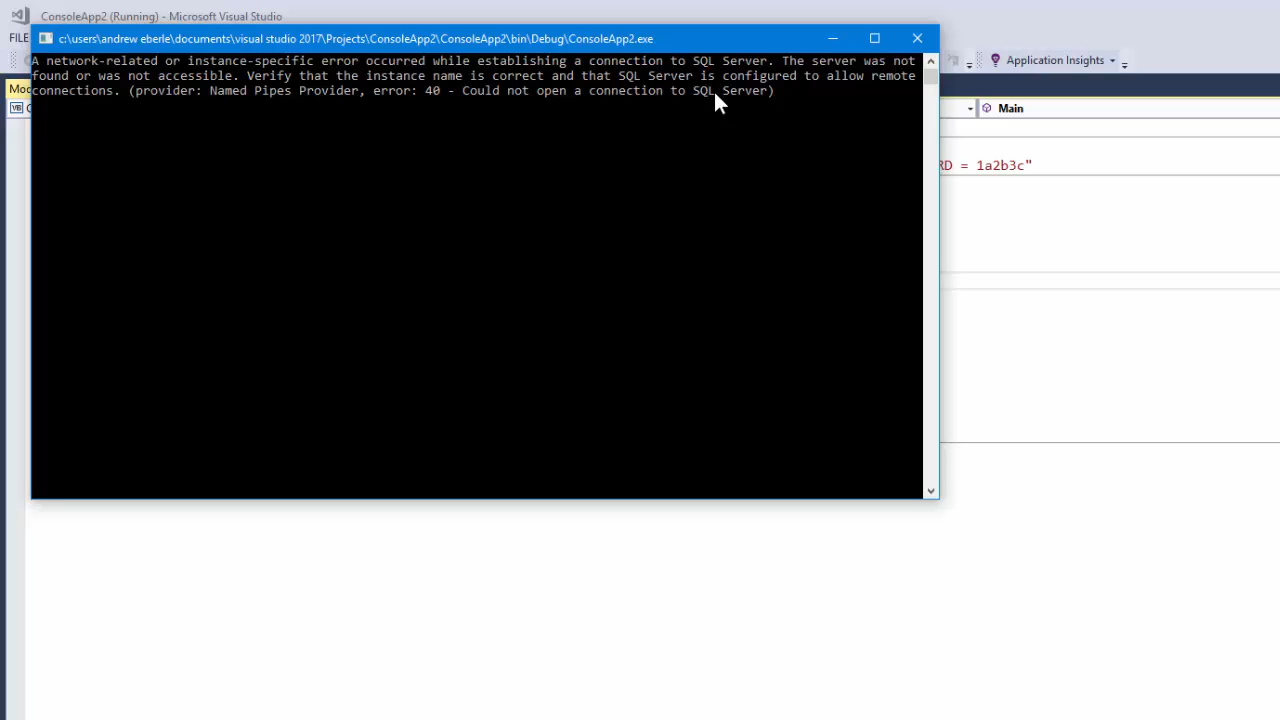 ConsoleApp2 (Running) - Microsoft Visual Studio
FILE
c:\users\andrew eberle\documents\visual studio 2017\Projects\ConsoleApp2\ConsoleApp2\bin\Debug\ConsoleApp2.exe
Application Insights
A network-related or instance-specific error occurred while establishing a connection to SQL Server. The server was not
found or was not accessible. Verify that the instance name is correct and that SQL Server is configured to allow remote
connections. (provider: Named Pipes Provider, error: 40 - Could not open a connection to SQL Server)
Mod
VB
Main
RD = 1a2b3c"